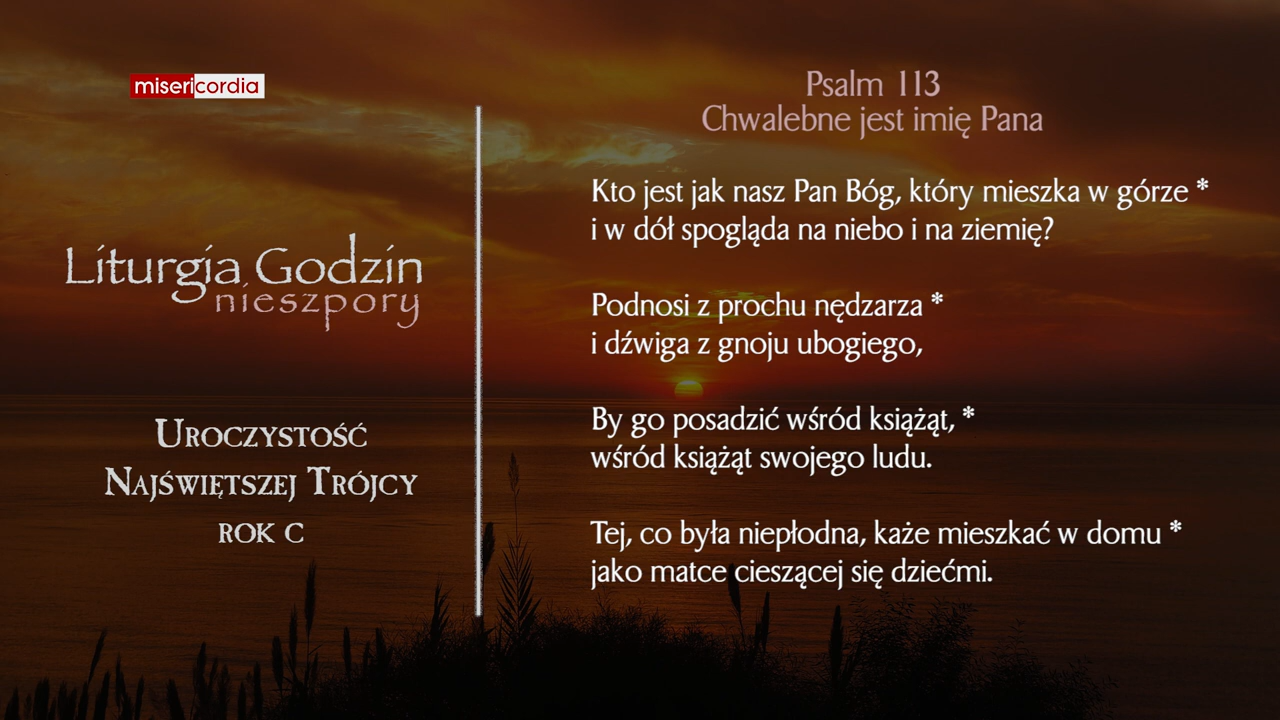 misericordia
Liturgia Godzin
nieszpory
Uroczystość
Najświętszej Trójcy
rok C
Psalm 113
Chwalebne jest imię Pana
Kto jest jak nasz Pan Bóg, który mieszka w górze *
i w dół spogląda na niebo i na ziemię?
Podnosi z prochu nędzarza *
i dźwiga z gnoju ubogiego,
By go posadzić wśród książąt, *
wśród książąt swojego ludu.
Tej, co była niepłodna, każe mieszkać w domu *
jako matce cieszącej się dziećmi.